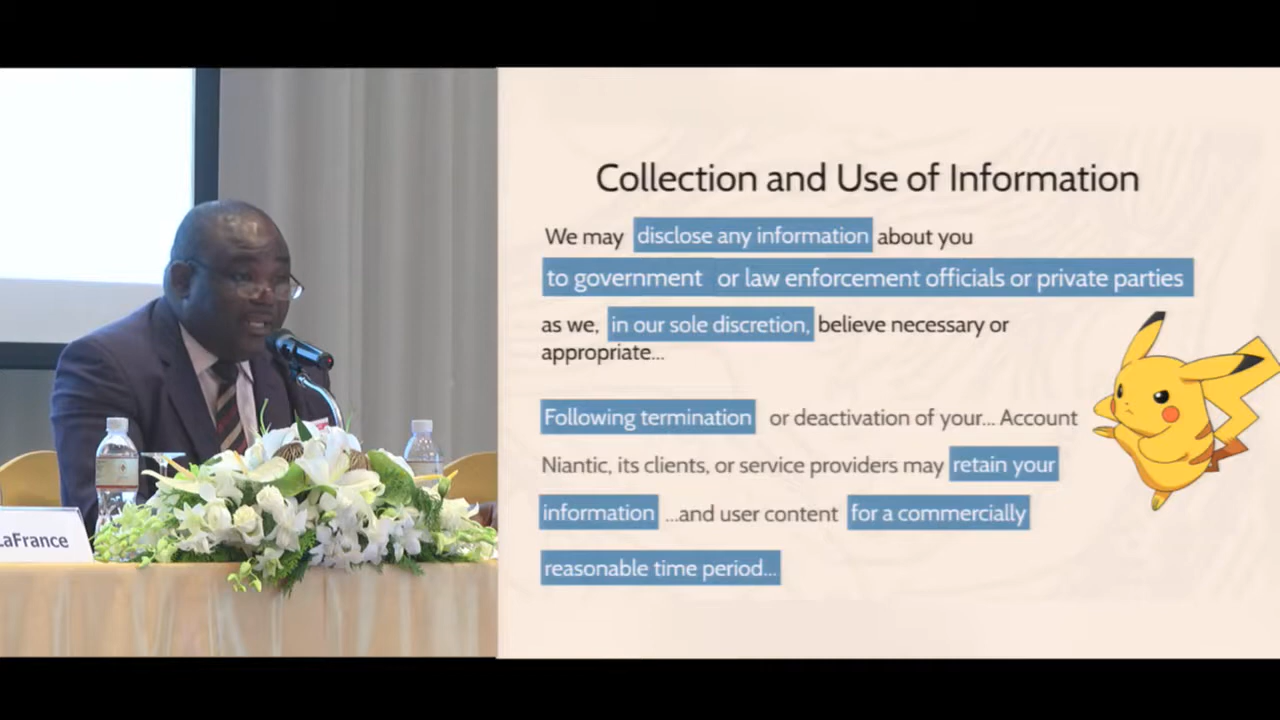 LaFrance
Collection and Use of Information
We may disclose any information about you
to government or law enforcement officials or private parties
as we, in our sole discretion, believe necessary or
appropriate...
Following termination or deactivation of your... Account
Niantic, its clients, or service providers may retain your
information ...and user content for a commercially
reasonable time period...